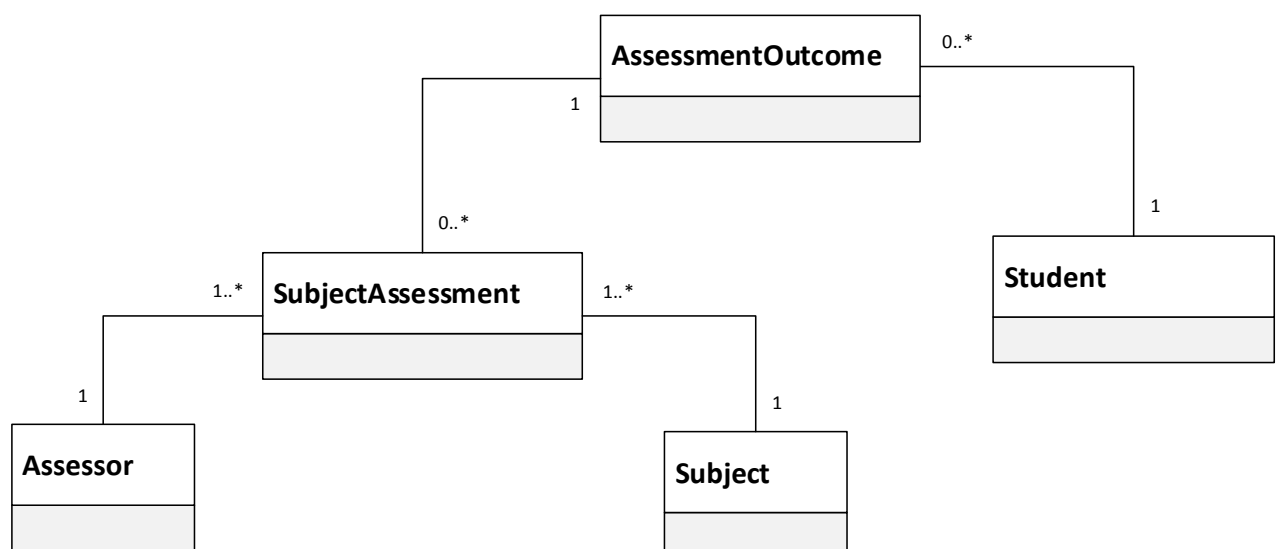 AssessmentOutcome
0..*
1
1
0..*
Student
1..*
SubjectAssessment
1..*
1
1
Assessor
Subject